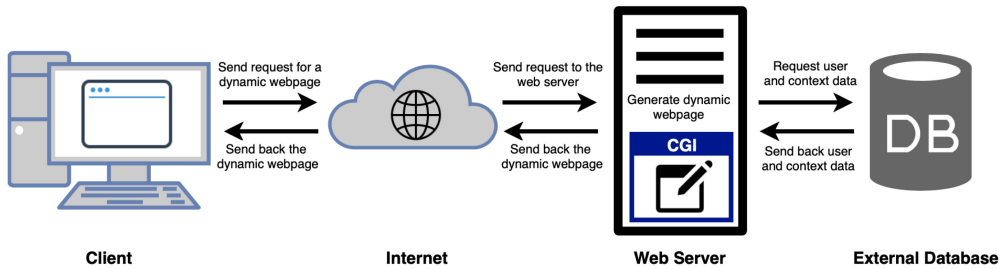 Send request for a
dynamic webpage
Send back the
dynamic webpage
Client
Internet
Send request to the
web server
Send back the
dynamic webpage
Generate dynamic
webpage
CGI
Web Server
Request user
and context data
Send back user
and context data
DB
External Database